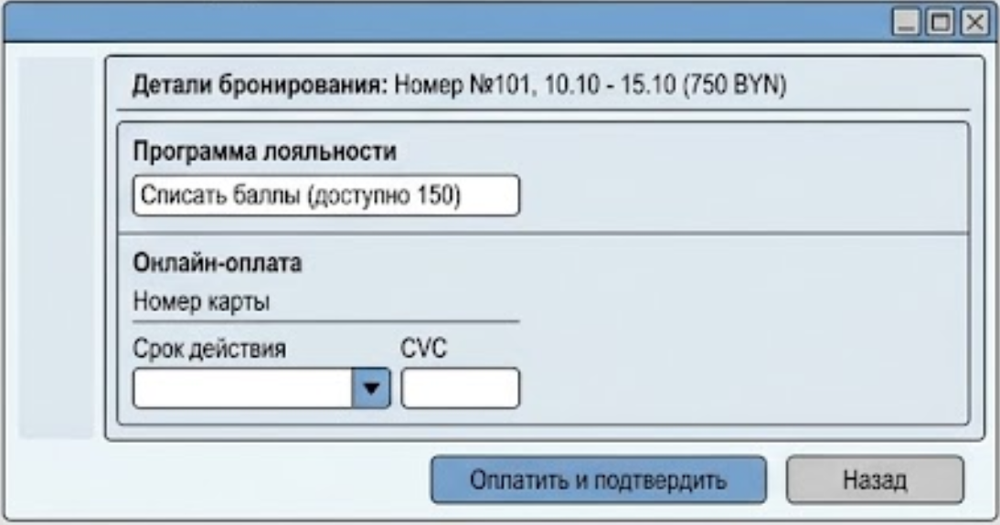 Детали бронирования: Номер №101, 10.10 - 15.10 (750 BYN)
Программа лояльности
Списать баллы (доступно 150)
Онлайн-оплата
Номер карты
Срок действия CVC
Оплатить и подтвердить Назад